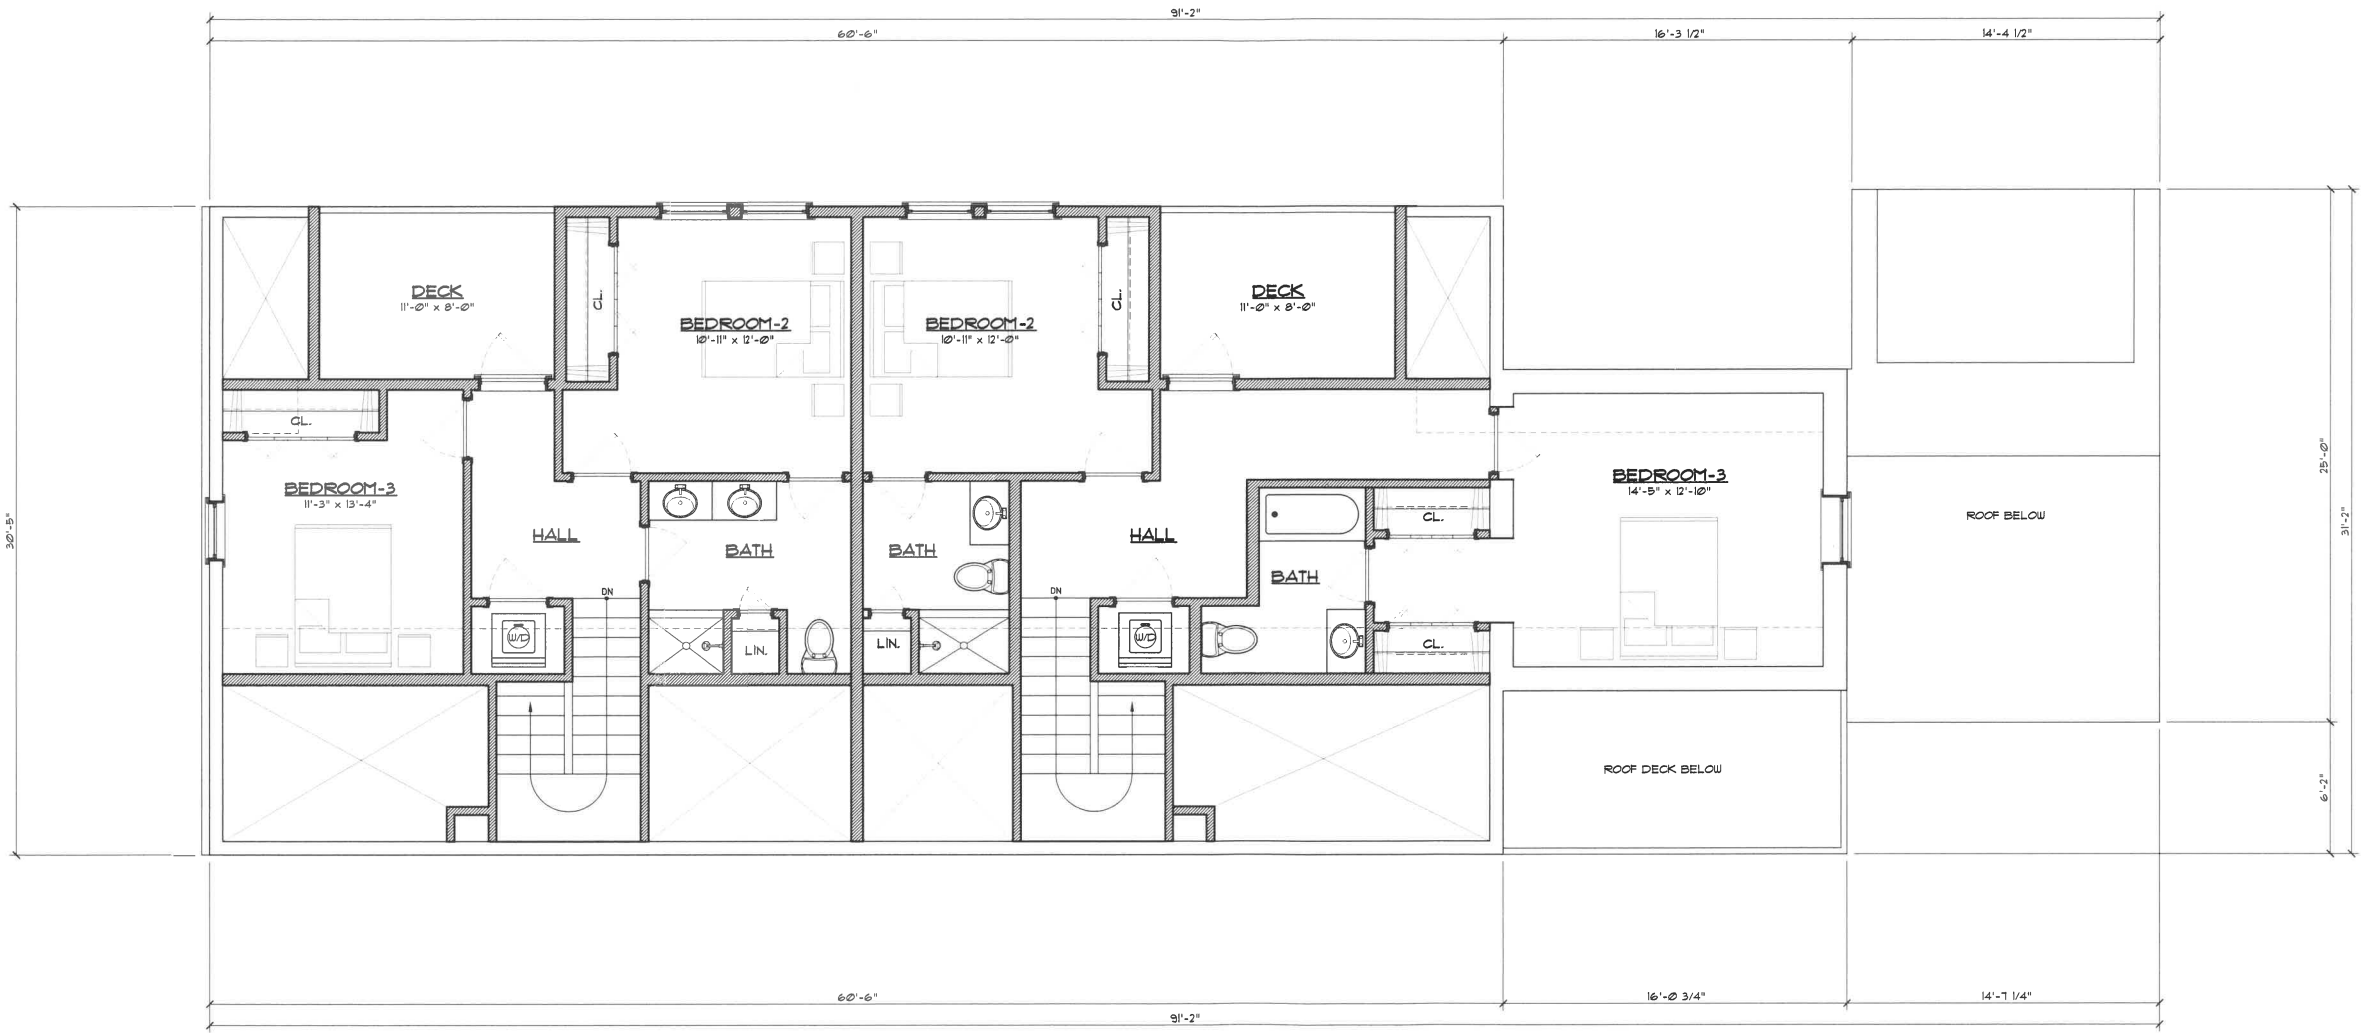 91'-2"
60'-6"
16'-3 1/2"
14'-4 1/2"
DECK
11'-0" x 8'-0"
CL.
BEDROOM-2
10'-11" x 12'-0"
BEDROOM-2
10'-11" x 12'-0"
CL.
DECK
11'-0" x 8'-0"
CL.
BEDROOM-3
11'-3" x 13'-4"
HALL
BATH
BATH
HALL
BATH
CL.
BEDROOM-3
14'-5" x 12'-10"
ROOF BELOW
30'-5"
25'-0"
31'-2"
6'-2"
DN
DN
W/D
W/D
LIN.
LIN.
CL.
ROOF DECK BELOW
60'-6"
16'-0 3/4"
14'-7 1/4"
91'-2"